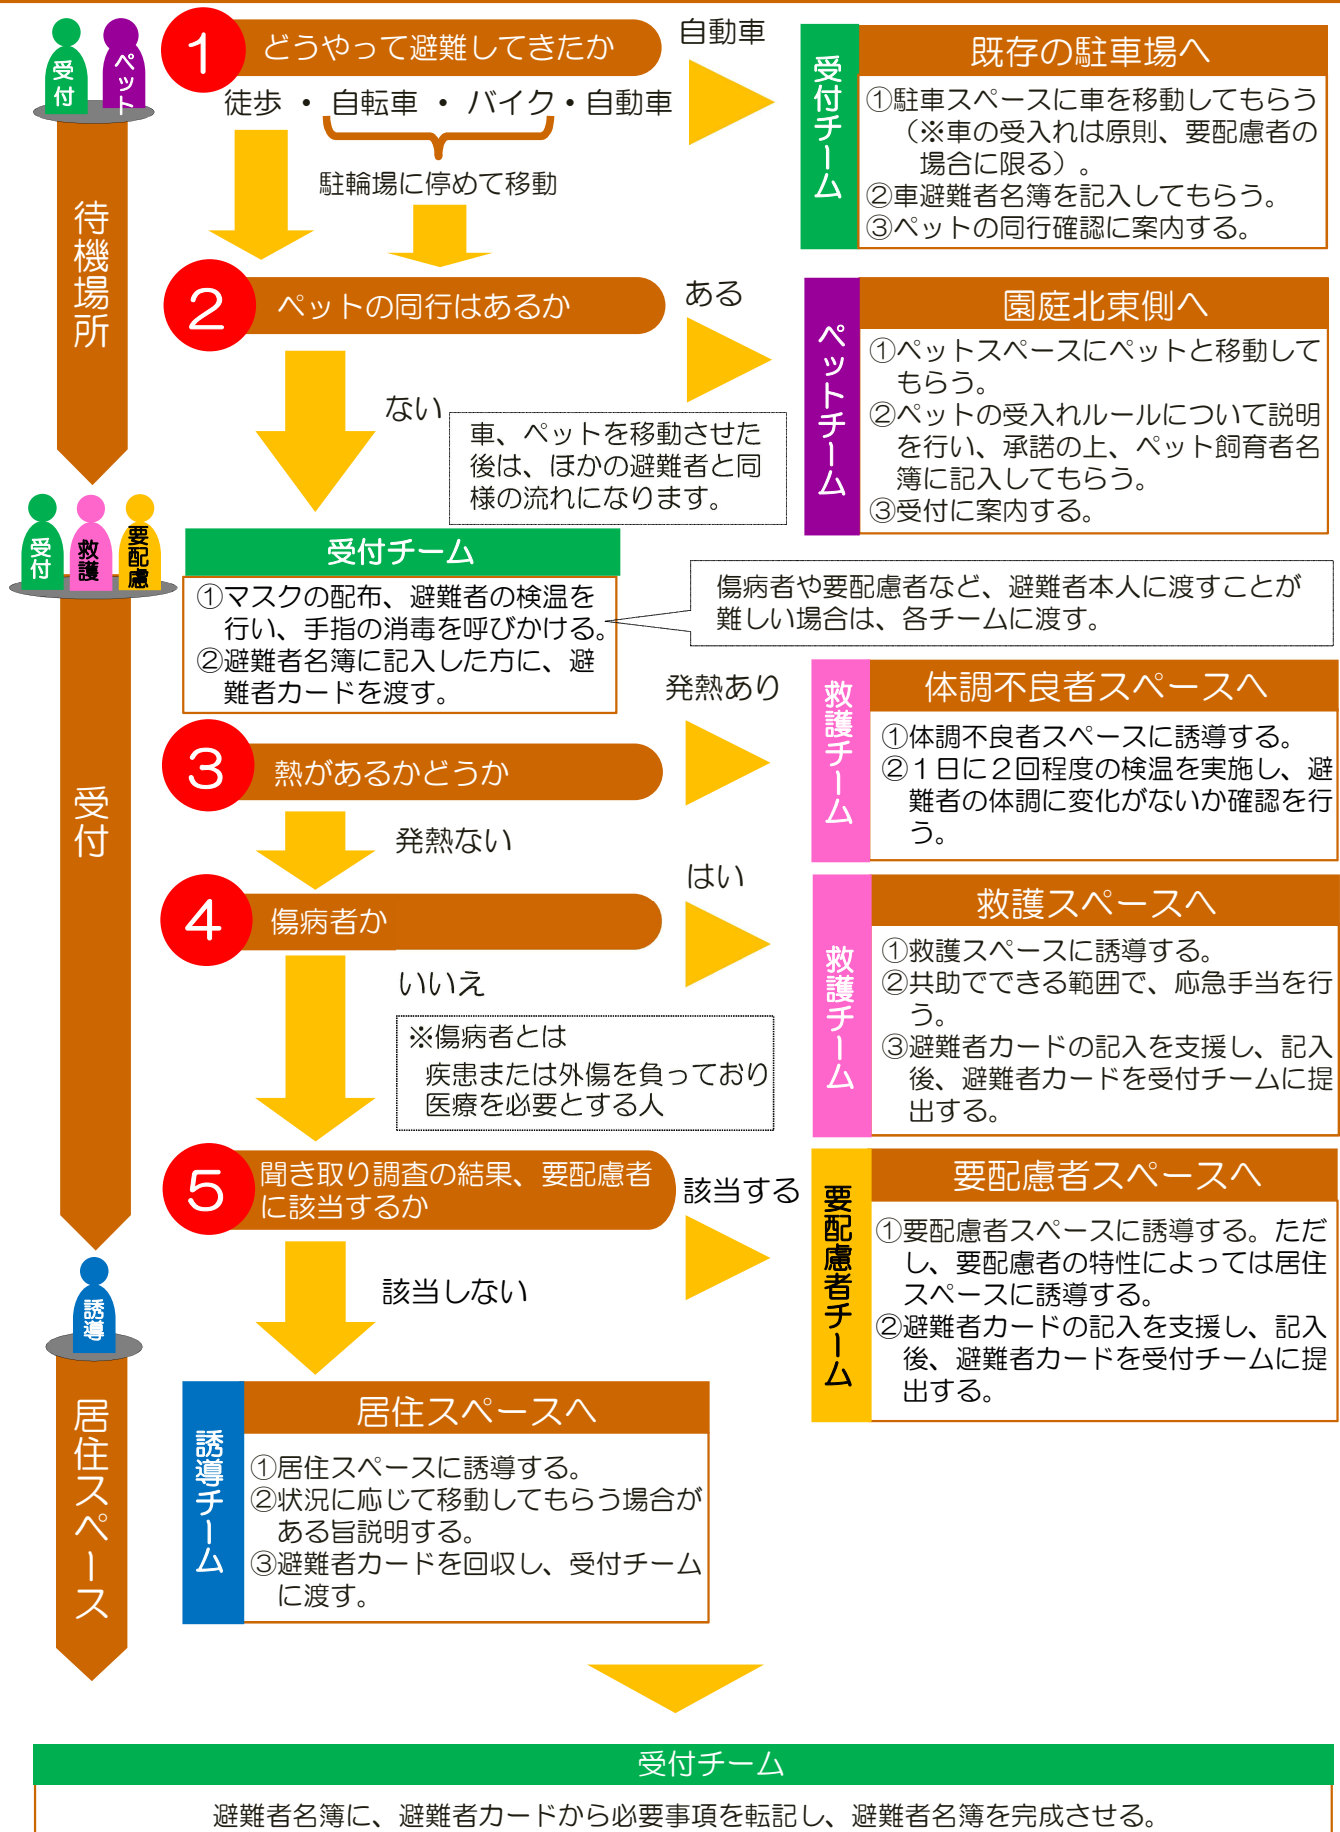 受付
ペット
1
どうやって避難してきたか
自動車
徒歩 ・ 自転車 ・ バイク・自動車
駐輪場に停めて移動
受付チーム
既存の駐車場へ
①駐車スペースに車を移動してもらう
(※車の受入れは原則、要配慮者の
場合に限る)。
②車避難者名簿を記入してもらう。
③ペットの同行確認に案内する。
待機場所
2
ペットの同行はあるか
ある
ない
車、ペットを移動させた
後は、ほかの避難者と同
様の流れになります。
ペットチーム
園庭北東側へ
①ペットスペースにペットと移動して
もらう。
②ペットの受入れルールについて説明
を行い、承諾の上、ペット飼育者名
簿に記入してもらう。
③受付に案内する。
受付
救護
要配慮
受付チーム
①マスクの配布、避難者の検温を
行い、手指の消毒を呼びかける。
②避難者名簿に記入した方に、避
難者カードを渡す。
傷病者や要配慮者など、避難者本人に渡すことが
難しい場合は、各チームに渡す。
受付
3
熱があるかどうか
発熱あり
発熱ない
救護チーム
体調不良者スペースへ
①体調不良者スペースに誘導する。
②1日に2回程度の検温を実施し、避
難者の体調に変化がないか確認を行
う。
4
傷病者か
はい
いいえ
※傷病者とは
疾患または外傷を負っており
医療を必要とする人
救護チーム
救護スペースへ
①救護スペースに誘導する。
②共助でできる範囲で、応急手当を行
う。
③避難者カードの記入を支援し、記入
後、避難者カードを受付チームに提
出する。
5
聞き取り調査の結果、要配慮者
に該当するか
該当する
該当しない
要配慮者チーム
要配慮者スペースへ
①要配慮者スペースに誘導する。ただ
し、要配慮者の特性によっては居住
スペースに誘導する。
②避難者カードの記入を支援し、記入
後、避難者カードを受付チームに提
出する。
誘導
居住スペース
誘導チーム
居住スペースへ
①居住スペースに誘導する。
②状況に応じて移動してもらう場合が
ある旨説明する。
③避難者カードを回収し、受付チーム
に渡す。
受付チーム
避難者名簿に、避難者カードから必要事項を転記し、避難者名簿を完成させる。